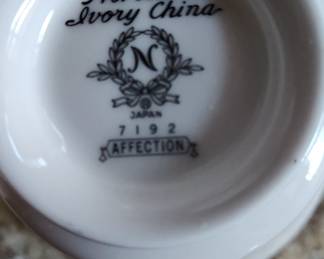 Ivory China
N
®
JAPAN
7192
AFFECTION